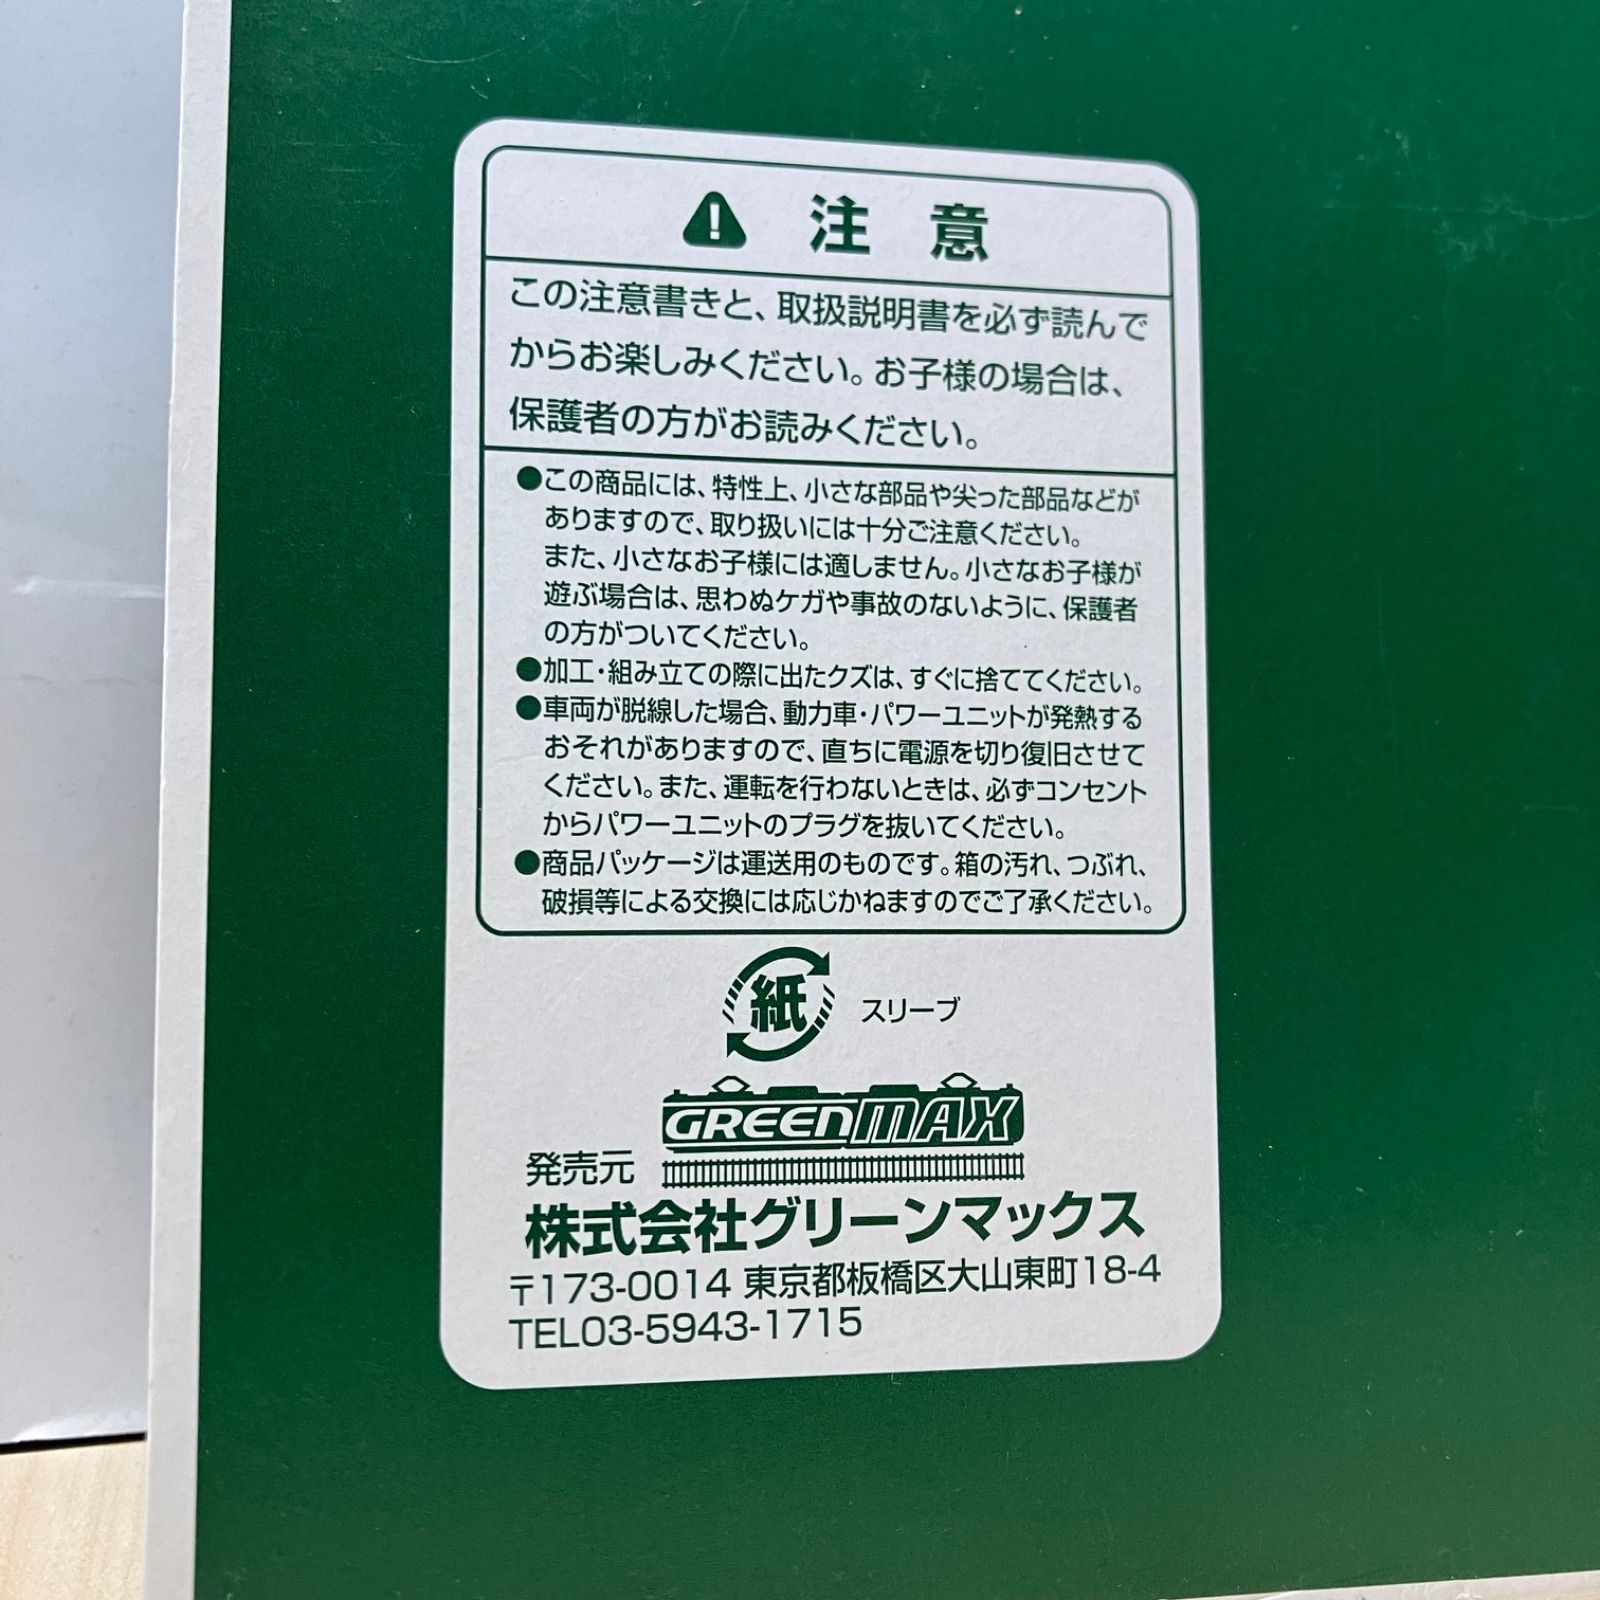 注意
この注意書きと、取扱説明書を必ず読んで
からお楽しみください。お子様の場合は、
保護者の方がお読みください。
●この商品には、特性上、小さな部品や尖った部品などが
ありますので、取り扱いには十分ご注意ください。
また、小さなお子様には適しません。小さなお子様が
遊ぶ場合は、思わぬケガや事故のないように、保護者
の方がついてください。
●加工・組み立ての際に出たクズは、すぐに捨ててください。
●車両が脱線した場合、動力車・パワーユニットが発熱する
おそれがありますので、直ちに電源を切り復旧させて
ください。また、運転を行わないときは、必ずコンセント
からパワーユニットのプラグを抜いてください。
●商品パッケージは運送用のものです。箱の汚れ、つぶれ、
破損等による交換には応じかねますのでご了承ください。
紙 スリーブ
GREENMAX
発売元
株式会社グリーンマックス
〒173-0014 東京都板橋区大山東町18-4
TEL03-5943-1715